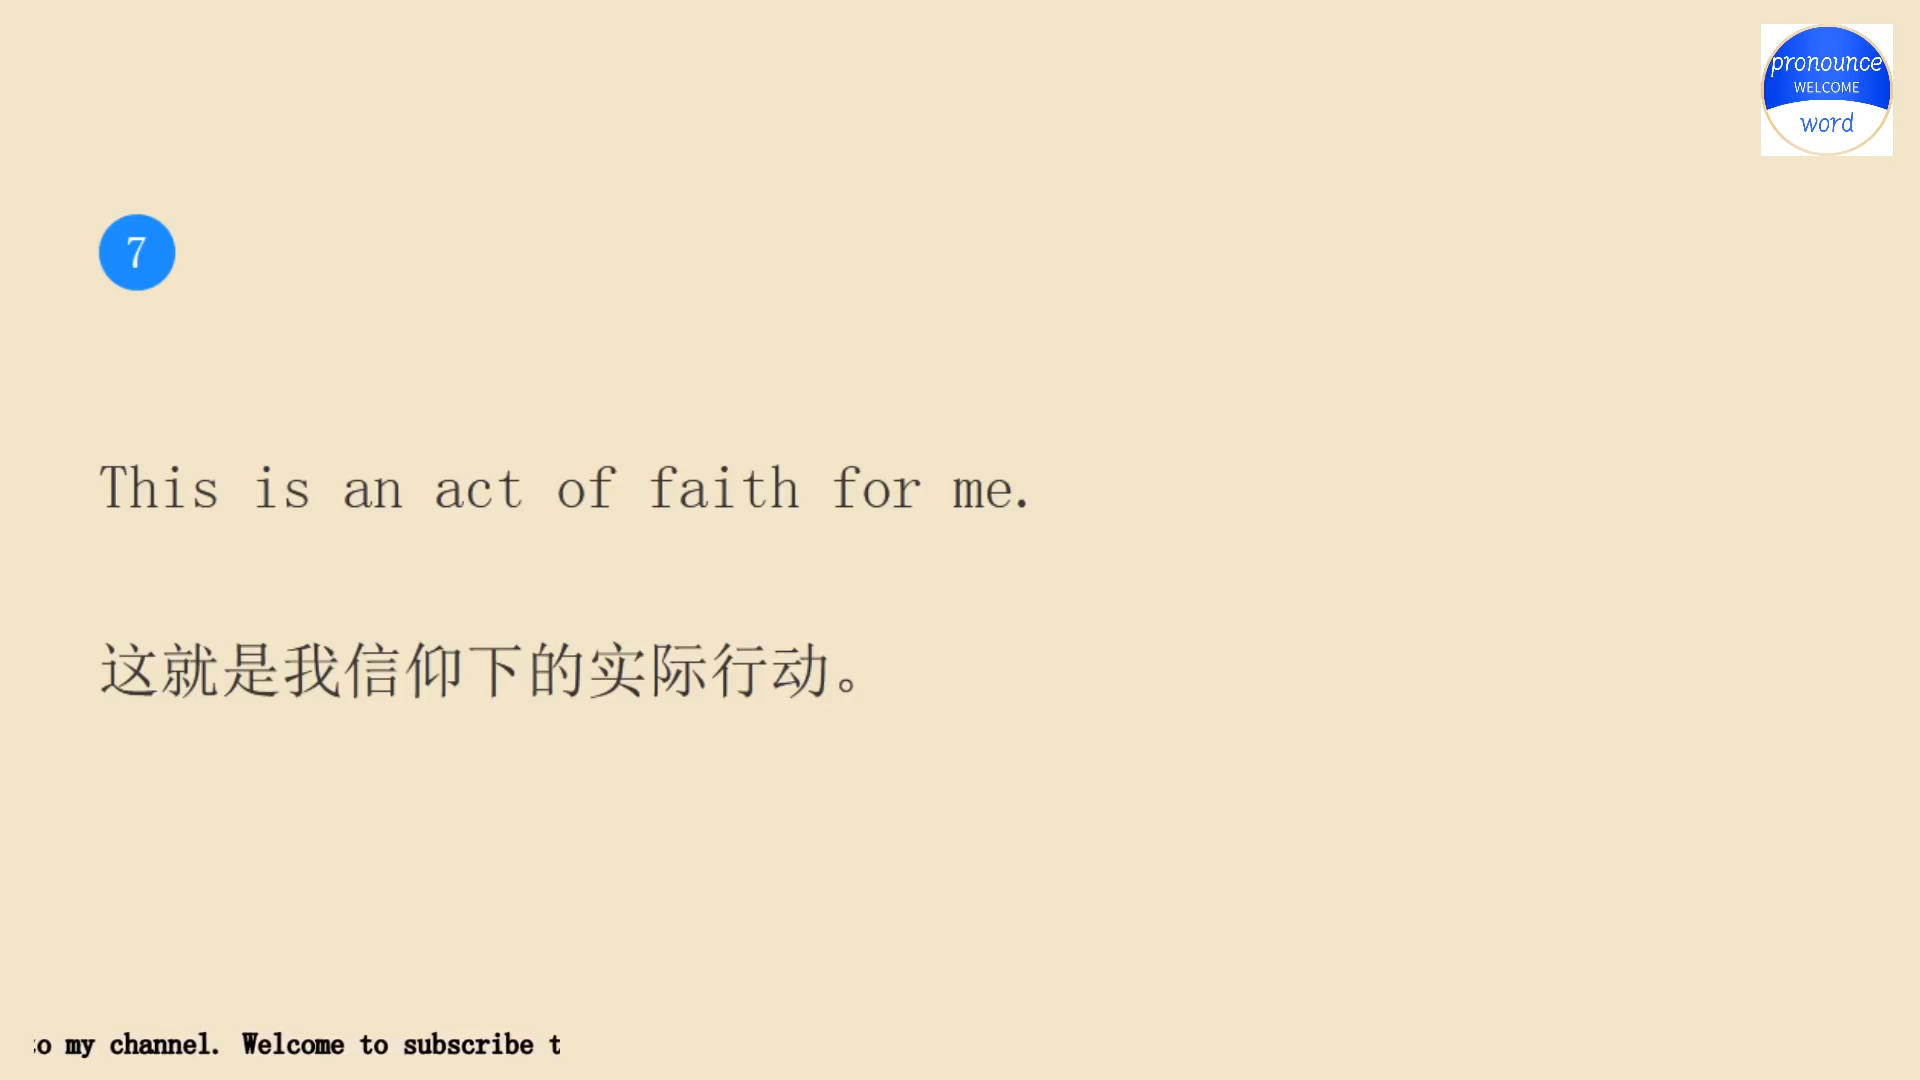 pronounce
WELCOME
word
7
This is an act of faith for me.
这就是我信仰下的实际行动。
o my channel. Welcome to subscribe t